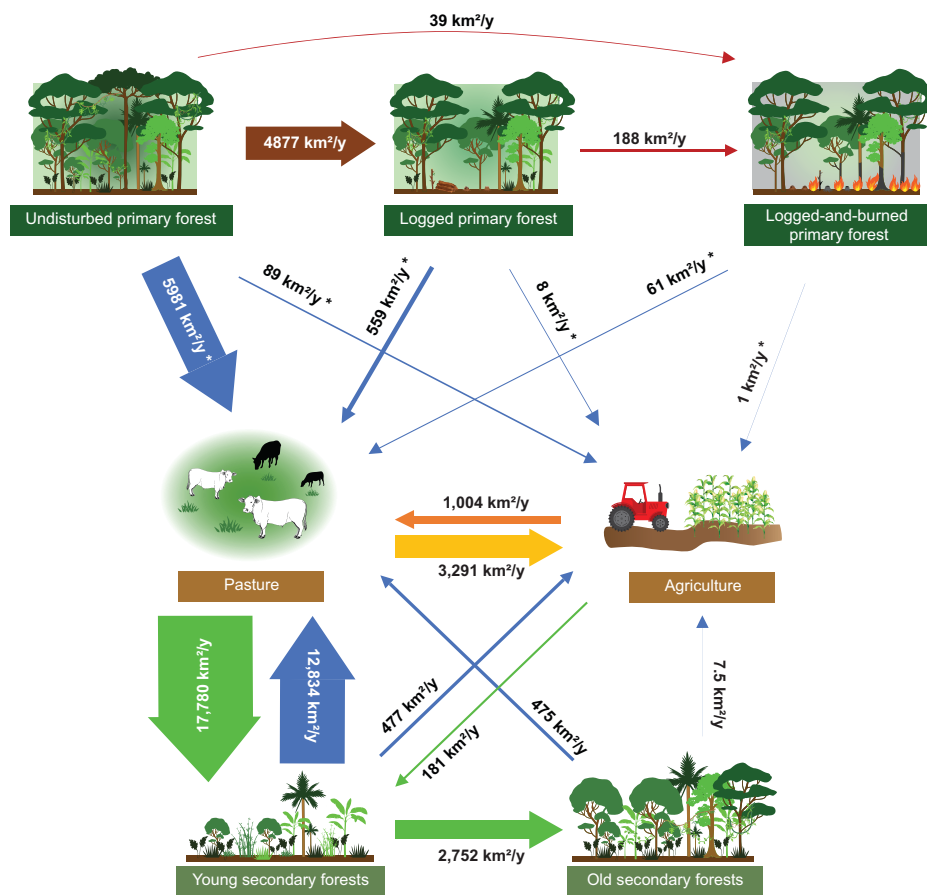 39 km²/y
4877 km²/y
188 km²/y
Undisturbed primary forest
Logged primary forest
Logged-and-burned
primary forest
5981 km²/y *
89 km²/y *
559 km²/y *
8 km²/y *
61 km²/y *
1 km²/y *
1,004 km²/y
3,291 km²/y
Pasture
Agriculture
17,780 km²/y
12,834 km²/y
477 km²/y
181 km²/y
475 km²/y
7.5 km²/y
2,752 km²/y
Young secondary forests
Old secondary forests